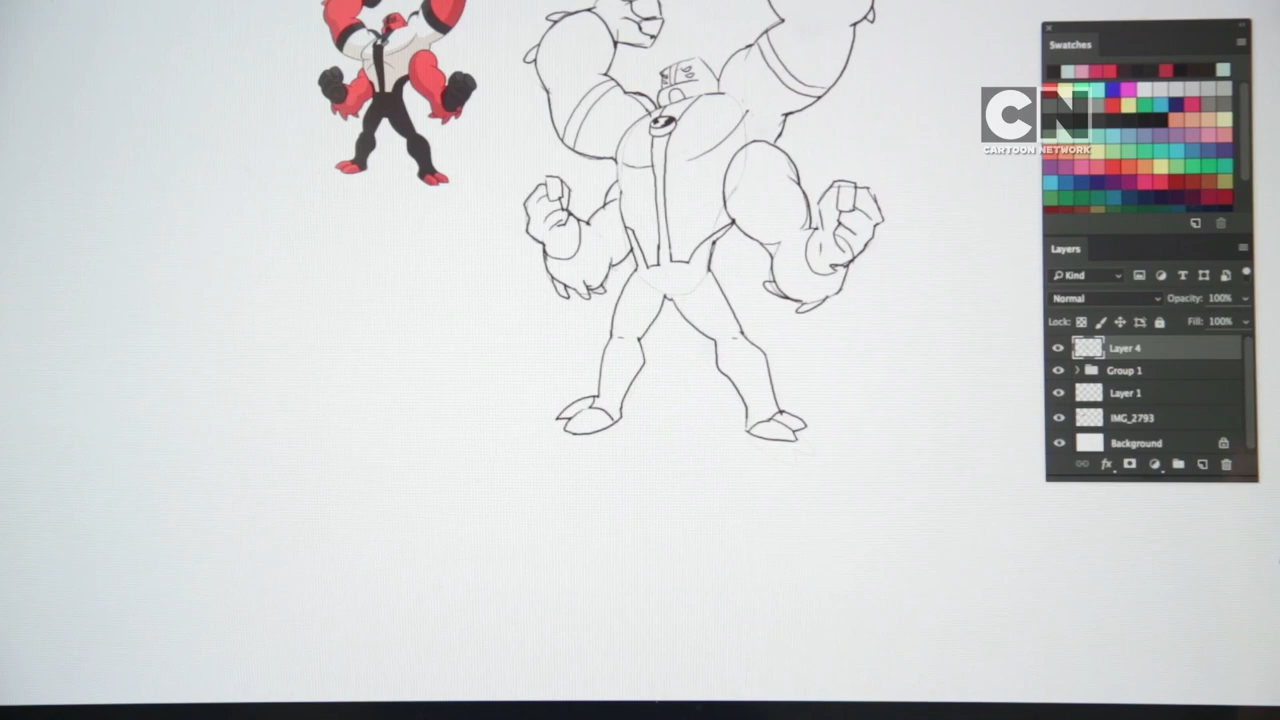 Swatches
CN
CARTOON NETWORK
Layers
Kind
Normal Opacity: 100%
Lock: Fill: 100%
Layer 4
Group 1
Layer 1
IMG_2793
Background
fx